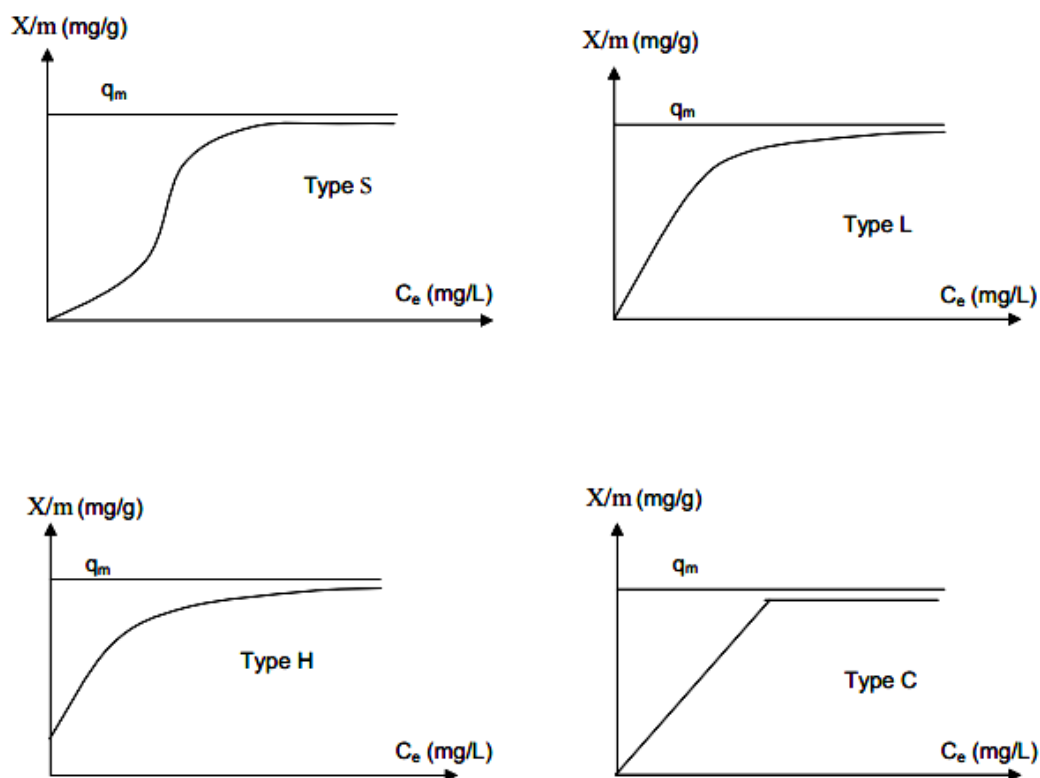 X/m (mg/g)
qm
Type S
Ce (mg/L)
X/m (mg/g)
qm
Type L
Ce (mg/L)
X/m (mg/g)
qm
Type H
Ce (mg/L)
X/m (mg/g)
qm
Type C
Ce (mg/L)